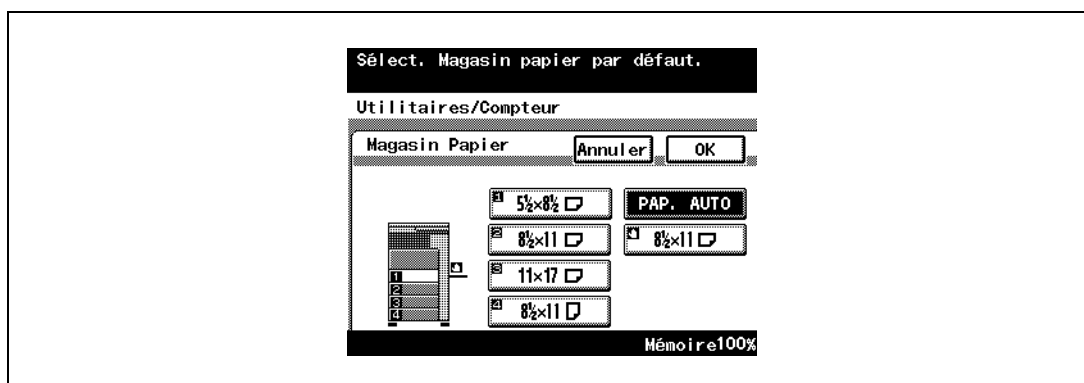 Sélect. Magasin papier par défaut.
Utilitaires/Compteur
Magasin Papier
Annuler
OK
1 5½×8½
PAP. AUTO
2 8½×11
8½×11
3 11×17
4 8½×11
1
2
3
4
Mémoire100%